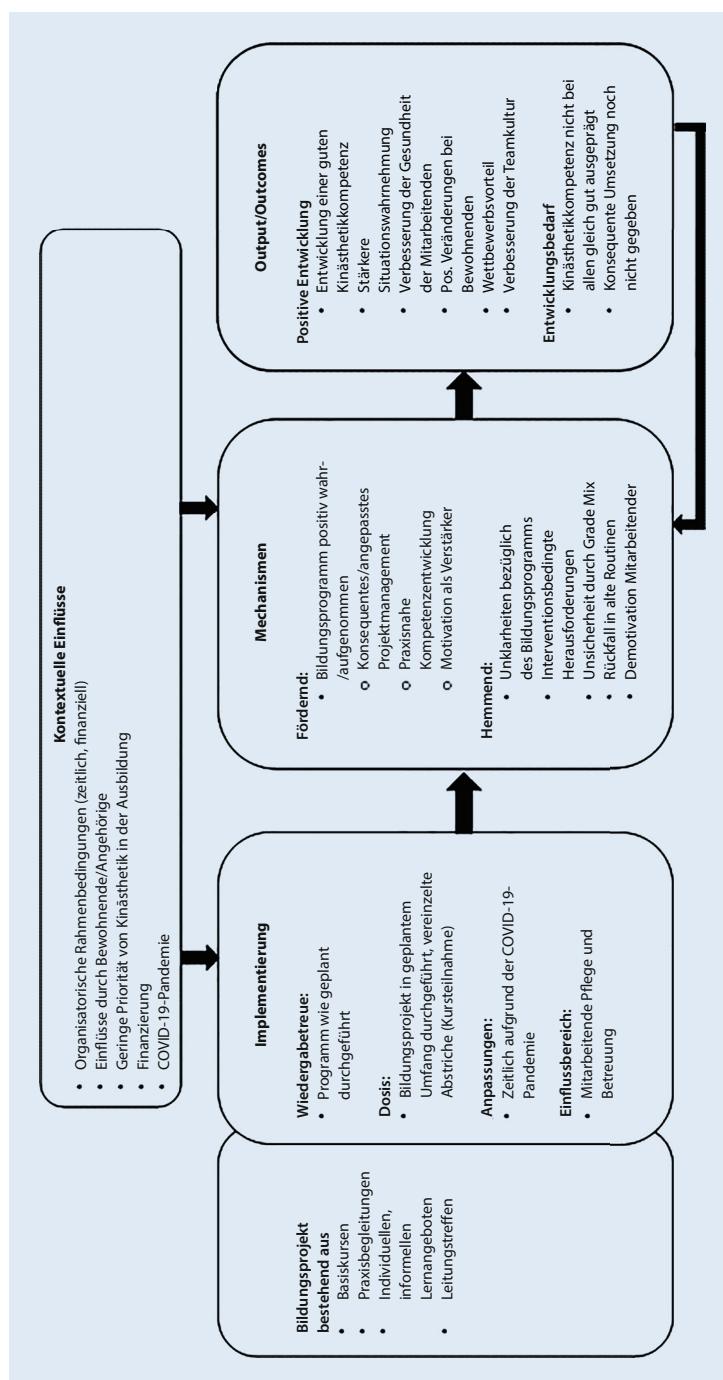 Kontextuelle Einflüsse
• Organisatorische Rahmenbedingungen (zeitlich, finanziell)
• Einflüsse durch Bewohnende/Angehörige
• Geringe Priorität von Kinästhetik in der Ausbildung
• Finanzierung
• COVID-19-Pandemie
Bildungsprojekt
bestehend aus
• Basiskursen
• Praxisbegleitungen
• Individuellen,
informellen
Lernangeboten
• Leitungstreffen
Implementierung
Wiedergabetreue:
• Programm wie geplant
durchgeführt
Dosis:
• Bildungsprojekt in geplantem
Umfang durchgeführt, vereinzelte
Abstriche (Kursteilnahme)
Anpassungen:
• Zeitlich aufgrund der COVID-19-
Pandemie
Einflussbereich:
• Mitarbeitende Pflege und
Betreuung
Mechanismen
Fördernd:
• Bildungsprogramm positiv wahr-
/aufgenommen
o Konsequentes/angepasstes
Projektmanagement
o Praxisnahe
Kompetenzentwicklung
o Motivation als Verstärker
Hemmend:
• Unklarheiten bezüglich
des Bildungsprogramms
• Interventionsbedingte
Herausforderungen
• Unsicherheit durch Grade Mix
• Rückfall in alte Routinen
• Demotivation Mitarbeitender
Output/Outcomes
Positive Entwicklung
• Entwicklung einer guten
Kinästhetikkompetenz
• Stärkere
Situationswahrnehmung
• Verbesserung der Gesundheit
der Mitarbeitenden
• Pos. Veränderungen bei
Bewohnenden
• Wettbewerbsvorteil
• Verbesserung der Teamkultur
Entwicklungsbedarf
• Kinästhetikkompetenz nicht bei
allen gleich gut ausgeprägt
• Konsequente Umsetzung noch
nicht gegeben